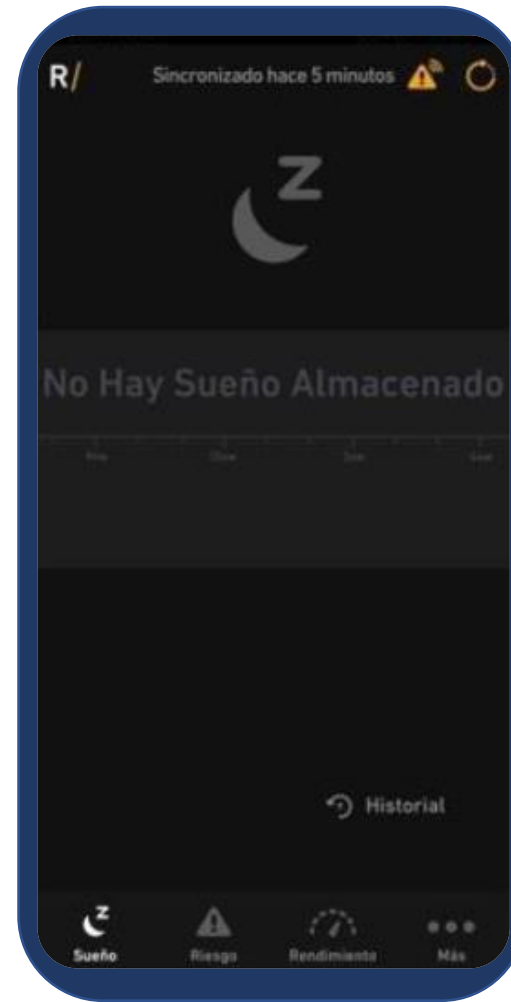 R/ Sincronizado hace 5 minutos
Z
No Hay Sueño Almacenado
Historial
Z
Sueño Riesgo Rendimiento Más